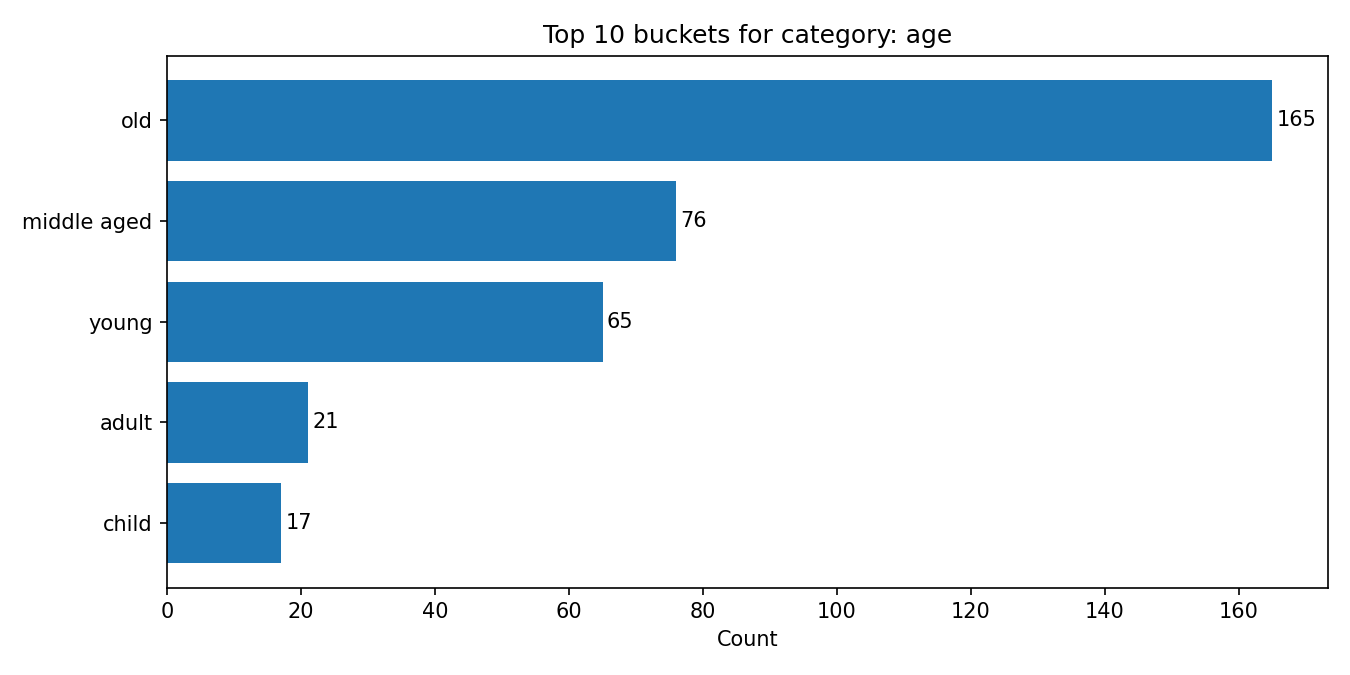 Top 10 buckets for category: age
old
165
middle aged
76
young
65
adult
21
child
17
0 20 40 60 80 100 120 140 160
Count